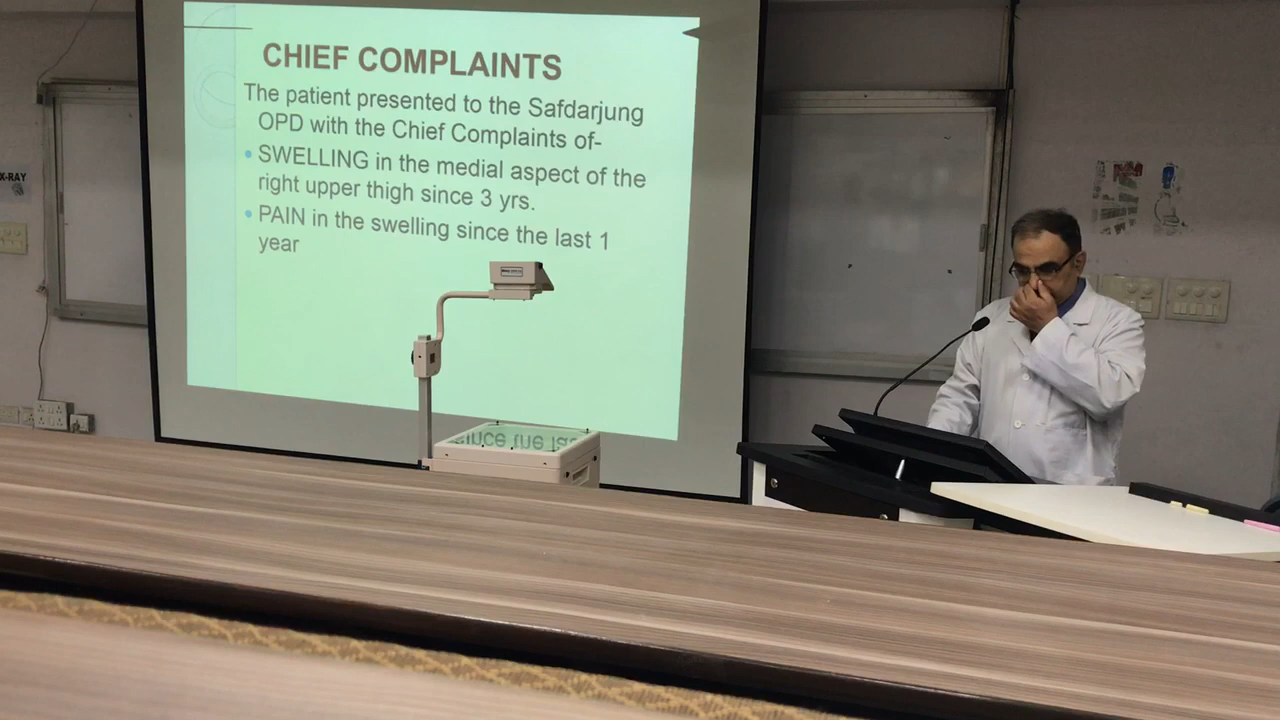 CHIEF COMPLAINTS
The patient presented to the Safdarjung
OPD with the Chief Complaints of-
• SWELLING in the medial aspect of the
right upper thigh since 3 yrs.
• PAIN in the swelling since the last 1
year
X-RAY